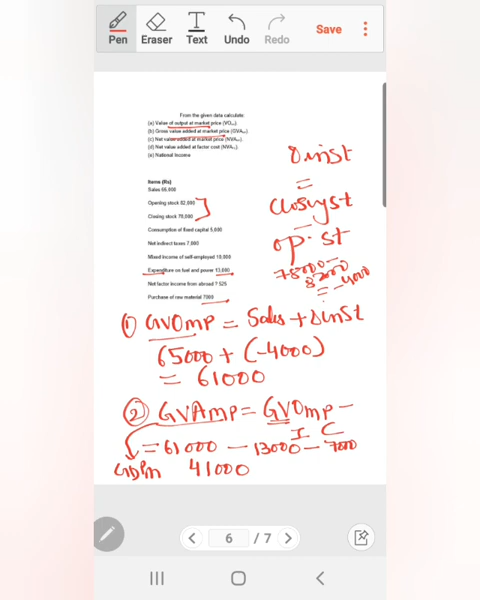 Pen Eraser Text Undo Redo Save
From the given data calculate:
(a) Value of output at market price (VOMP)
(b) Gross value added at market price (GVAMP)
(c) Net value added at market price (NVAMP)
(d) Net value added at factor cost (NVAFC)
(e) National Income
Items (Rs)
Sales 65,000
Opening stock 82,000
Closing stock 78,000
Consumption of fixed capital 5,000
Net indirect taxes 7,000
Mixed income of self-employed 19,000
Expenditure on fuel and power 13,000
Net factor income from abroad ? 525
Purchase of raw material 7000
D inst
=
closyst
-
op. st
78000 -
82000
= -4000
1) GVOmp = Sales + D inst
65000 + (-4000)
= 61000
2) GVAmp = GVOmp -
I C
= 61000 - 13000 - 7000
41000
6 / 7